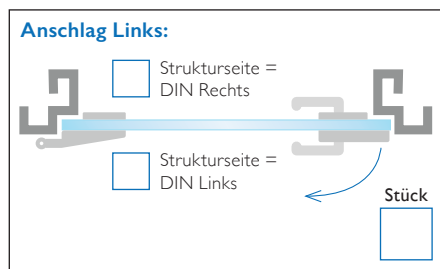 Anschlag Links:
Strukturseite =
DIN Rechts
Strukturseite =
DIN Links
Stück